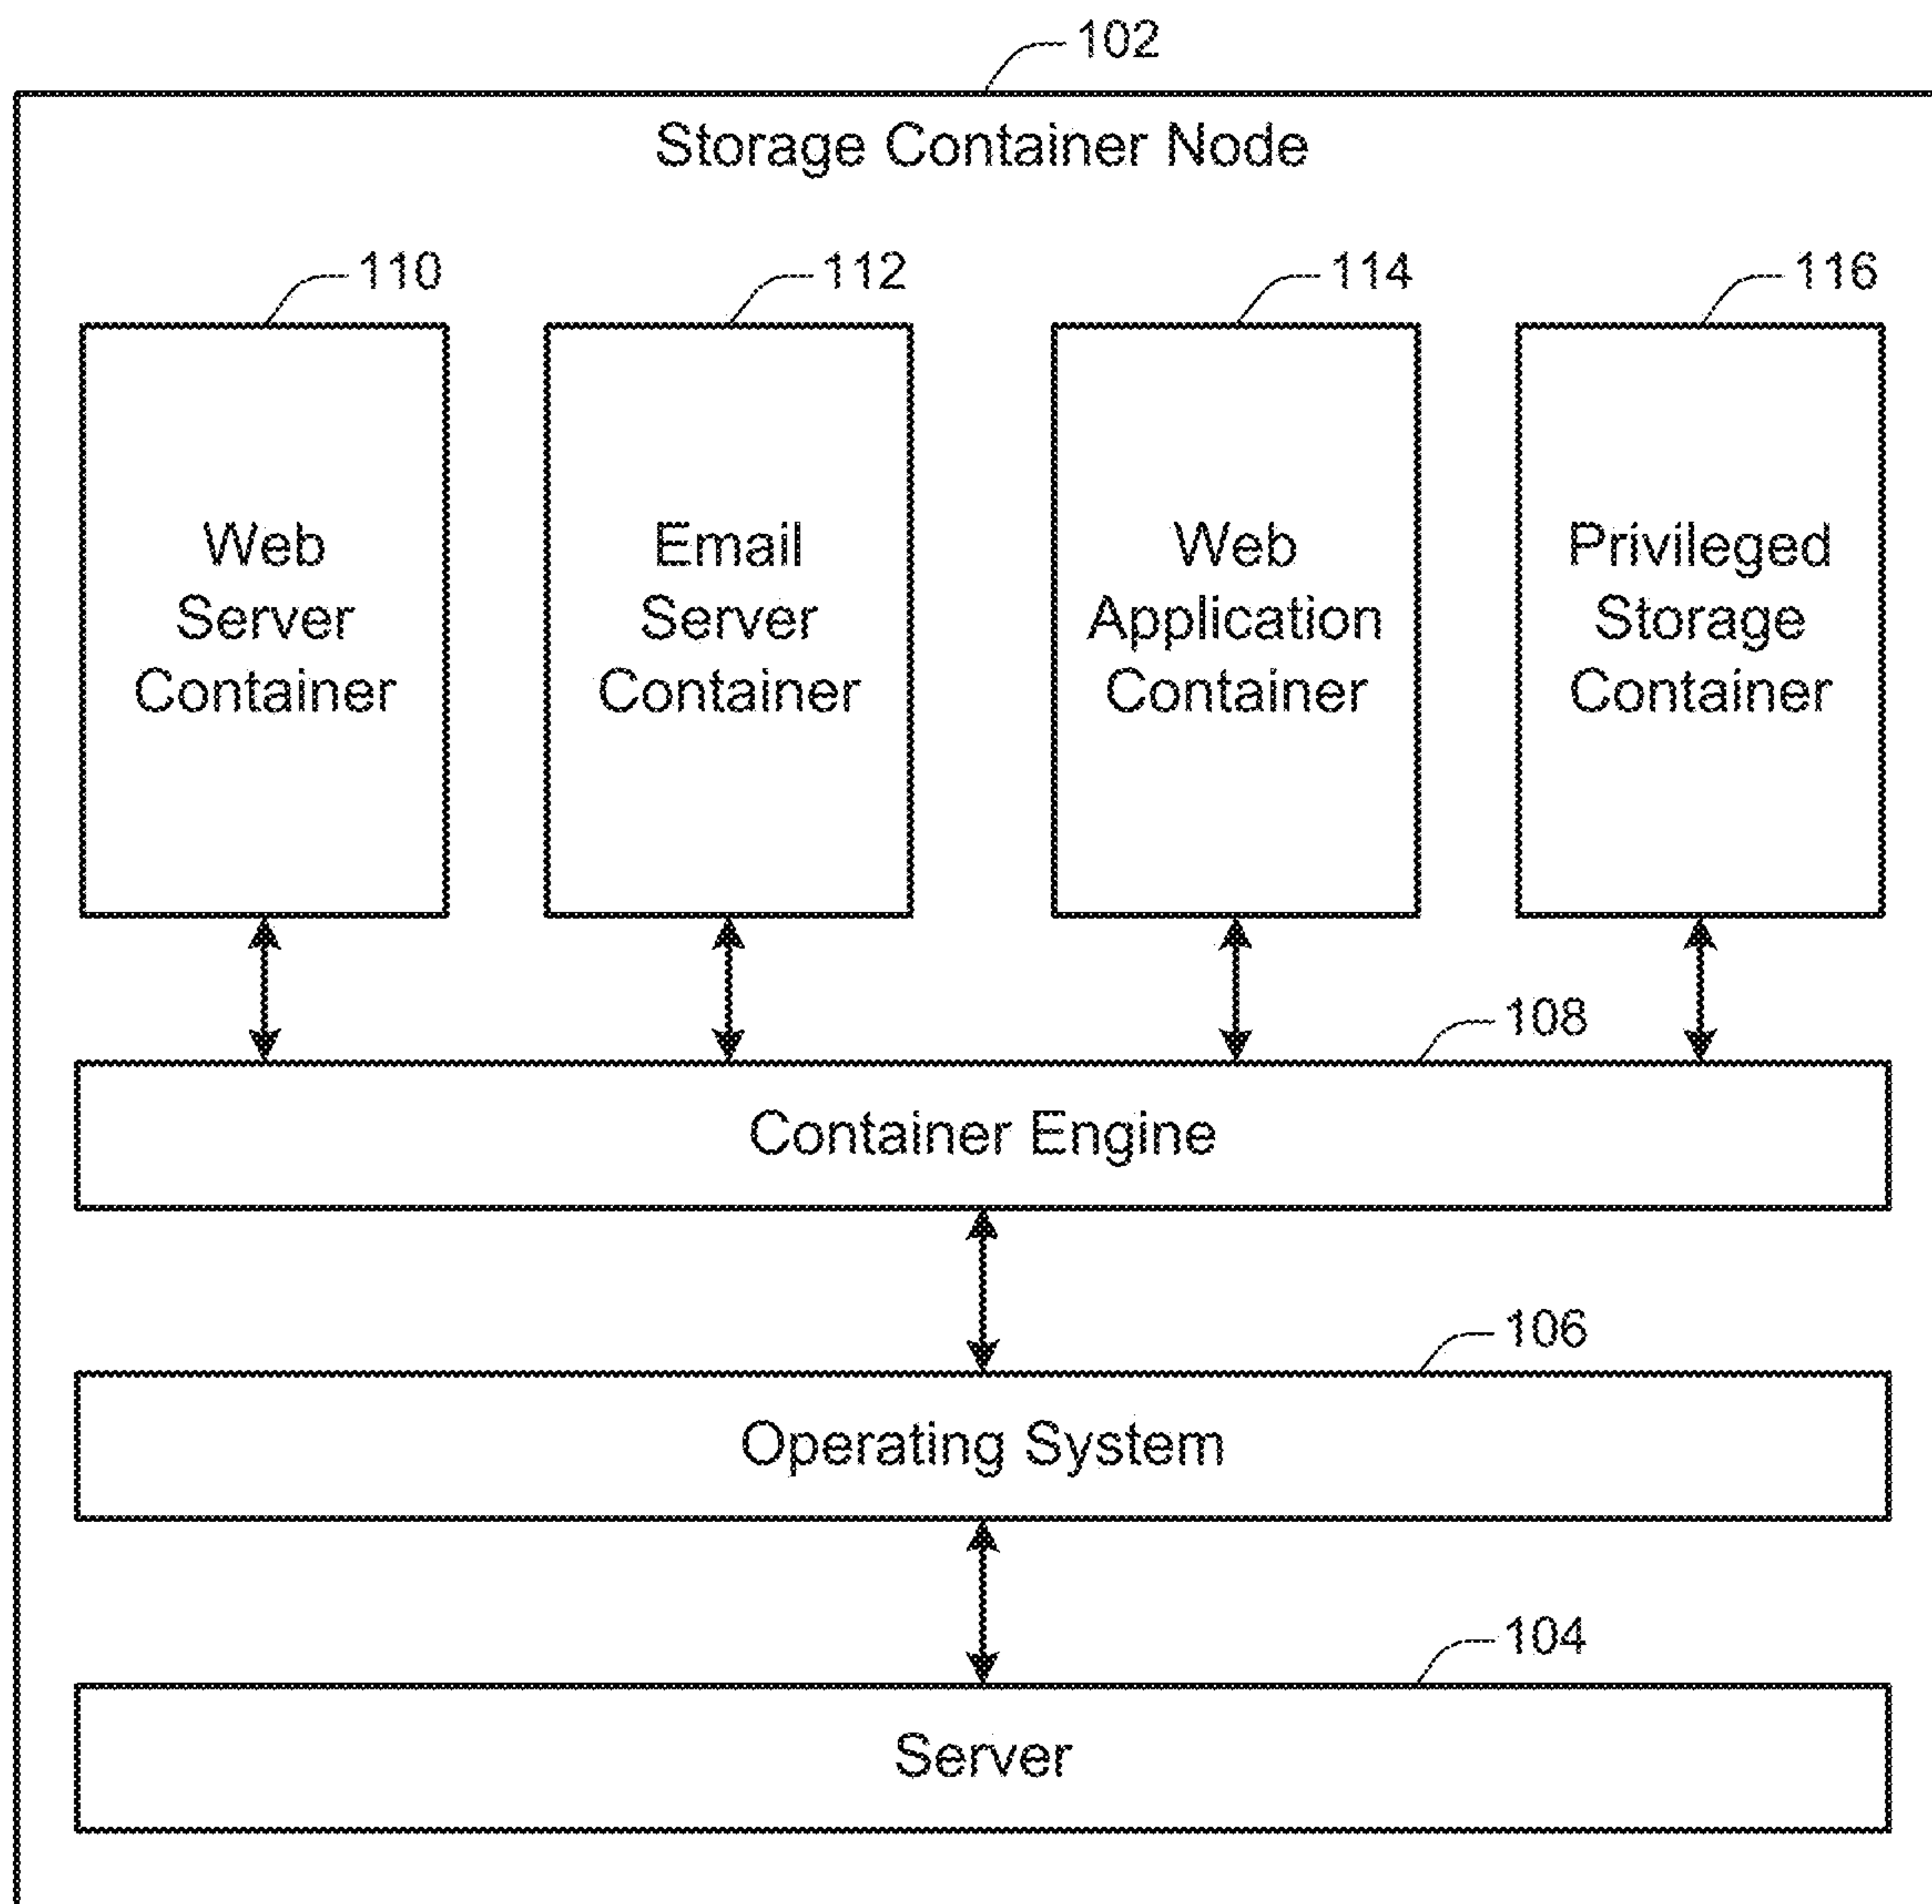 102
Storage Container Node
110
112
114
116
Web
Server
Container
Email
Server
Container
Web
Application
Container
Privileged
Storage
Container
108
Container Engine
106
Operating System
104
Server